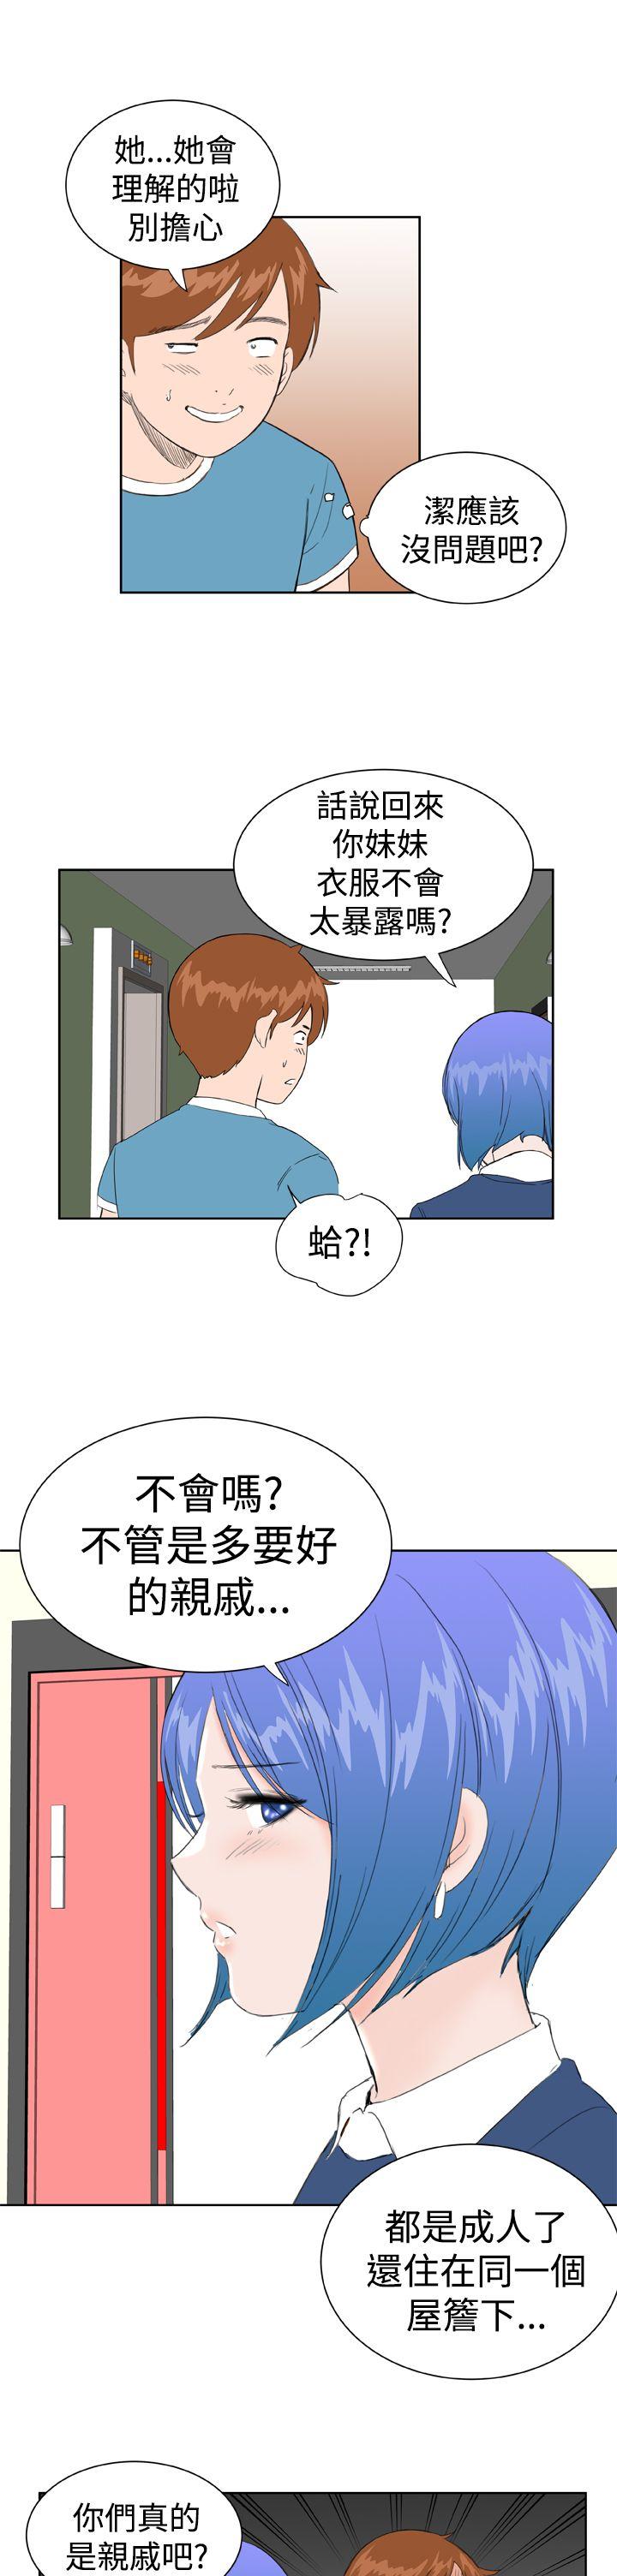 她...她會
理解的啦
別擔心
潔應該
沒問題吧?
話說回來
你妹妹
衣服不會
太暴露嗎?
蛤?!
不會嗎?
不管是多要好
的親戚...
都是成人了
還住在同一個
屋簷下...
你們真的
是親戚吧?